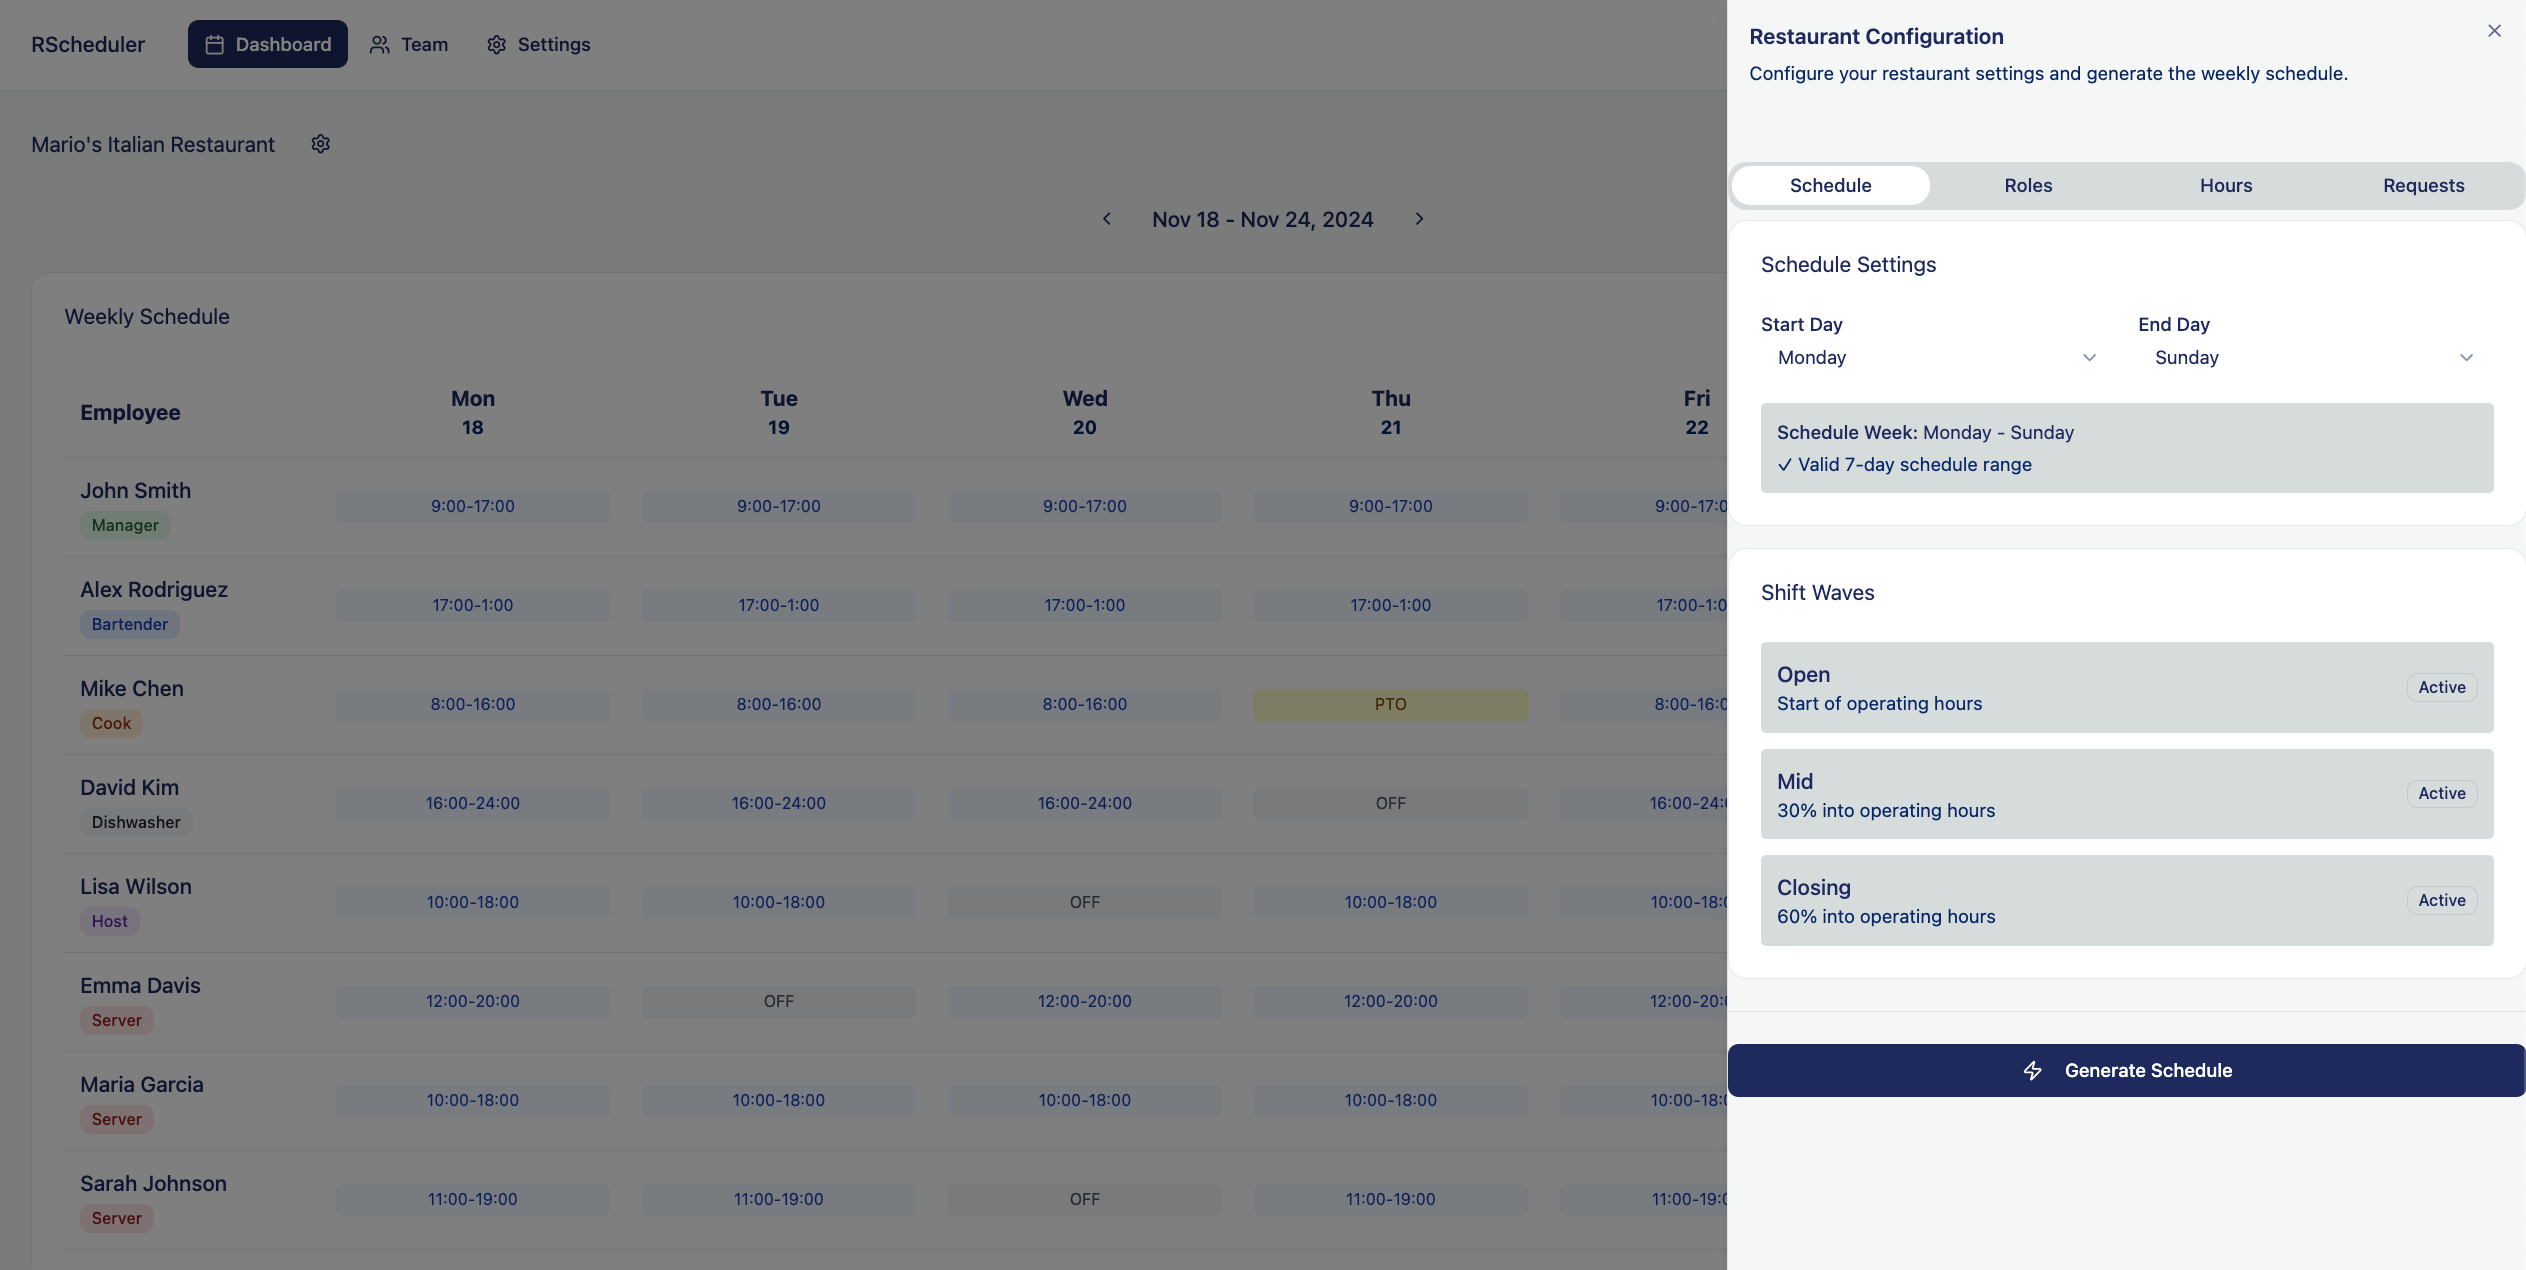 RScheduler
Dashboard
Team
Settings
Mario's Italian Restaurant
Nov 18 - Nov 24, 2024
Weekly Schedule
Employee Mon 18 Tue 19 Wed 20 Thu 21 Fri 22
John Smith
Manager
9:00-17:00 9:00-17:00 9:00-17:00 9:00-17:00 9:00-17:0
Alex Rodriguez
Bartender
17:00-1:00 17:00-1:00 17:00-1:00 17:00-1:00 17:00-1:0
Mike Chen
Cook
8:00-16:00 8:00-16:00 8:00-16:00 PTO 8:00-16:0
David Kim
Dishwasher
16:00-24:00 16:00-24:00 16:00-24:00 OFF 16:00-24:0
Lisa Wilson
Host
10:00-18:00 10:00-18:00 OFF 10:00-18:00 10:00-18:0
Emma Davis
Server
12:00-20:00 OFF 12:00-20:00 12:00-20:00 12:00-20:0
Maria Garcia
Server
10:00-18:00 10:00-18:00 10:00-18:00 10:00-18:00 10:00-18:0
Sarah Johnson
Server
11:00-19:00 11:00-19:00 OFF 11:00-19:00 11:00-19:0
Restaurant Configuration
Configure your restaurant settings and generate the weekly schedule.
Schedule
Roles
Hours
Requests
Schedule Settings
Start Day
Monday
End Day
Sunday
Schedule Week: Monday - Sunday
✓ Valid 7-day schedule range
Shift Waves
Open
Start of operating hours
Active
Mid
30% into operating hours
Active
Closing
60% into operating hours
Active
Generate Schedule